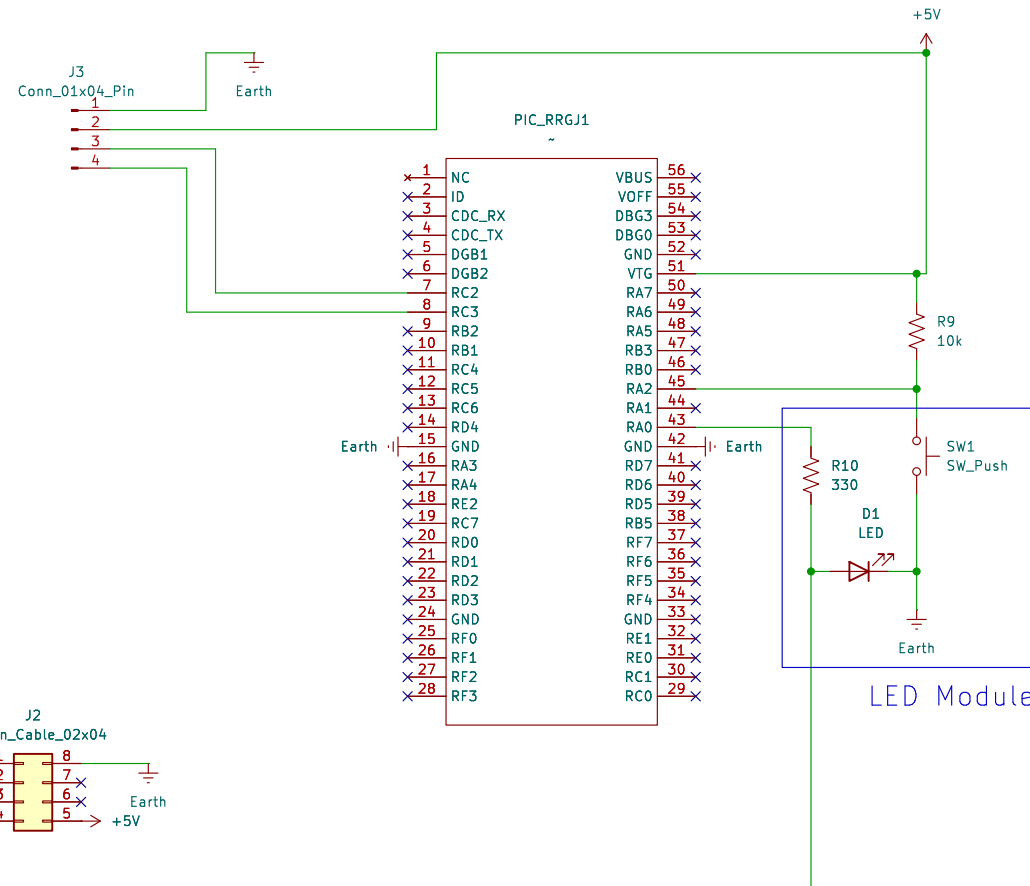 +5V
J3
Conn_01x04_Pin
Earth
1
2
3
4
PIC_RRGJ1
~
1 NC VBUS 56
2 ID VOFF 55
3 CDC_RX DBG3 54
4 CDC_TX DBG0 53
5 DGB1 GND 52
6 DGB2 VTG 51
7 RC2 RA7 50
8 RC3 RA6 49
9 RB2 RA5 48
10 RB1 RB3 47
11 RC4 RB0 46
12 RC5 RA2 45
13 RC6 RA1 44
14 RD4 RA0 43
Earth 15 GND GND 42 Earth
16 RA3 RD7 41
17 RA4 RD6 40
18 RE2 RD5 39
19 RC7 RB5 38
20 RD0 RF7 37
21 RD1 RF6 36
22 RD2 RF5 35
23 RD3 RF4 34
24 GND GND 33
25 RF0 RE1 32
26 RF1 RE0 31
27 RF2 RC1 30
28 RF3 RC0 29
R9
10k
SW1
SW_Push
R10
330
D1
LED
Earth
LED Module
J2
n_Cable_02x04
8
7
6
5
Earth
+5V